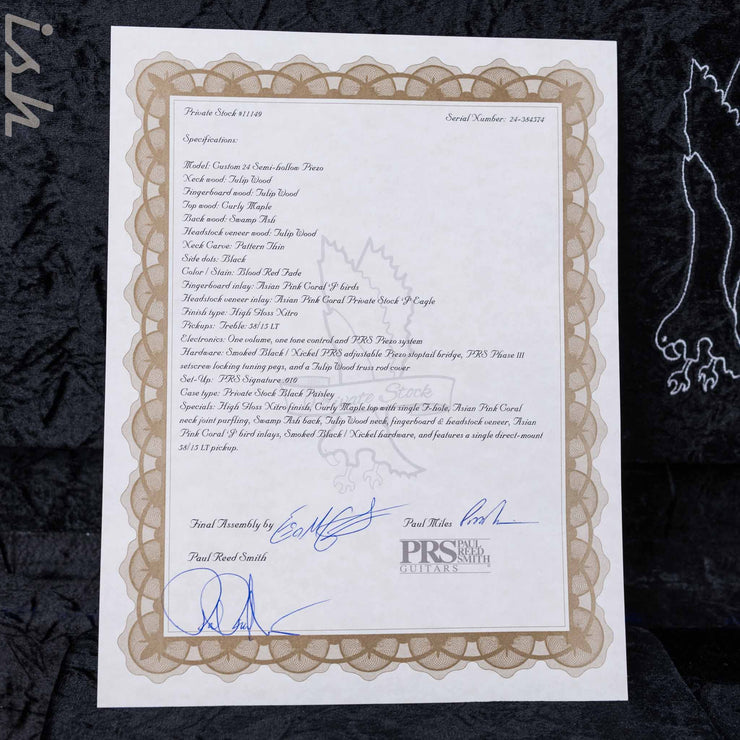 ish
Private Stock #11149
Serial Number: 24-384574
Specifications:
Model: Custom 24 Semi-hollow Piezo
Neck wood: Tulip Wood
Fingerboard wood: Tulip Wood
Top wood: Curly Maple
Back wood: Swamp Ash
Headstock veneer wood: Tulip Wood
Neck Carve: Pattern Thin
Side dots: Black
Color / Stain: Blood Red Fade
Fingerboard inlay: Asian Pink Coral 'J' birds
Headstock veneer inlay: Asian Pink Coral Private Stock 'J' Eagle
Finish type: High Gloss Nitro
Pickups: Treble: 58/15 LT
Electronics: One volume, one tone control and PRS Piezo system
Hardware: Smoked Black / Nickel PRS adjustable Piezo stoptail bridge, PRS Phase III
setscrew locking tuning pegs, and a Tulip Wood truss rod cover
Set-Up: PRS Signature .010
Case type: Private Stock Black Paisley
Private Stock
Specials: High Gloss Nitro finish, Curly Maple top with single F-hole, Asian Pink Coral
neck joint purfling, Swamp Ash back, Tulip Wood neck, fingerboard & headstock veneer, Asian
Pink Coral 'J' bird inlays, Smoked Black / Nickel hardware, and features a single direct-mount
58/15 LT pickup.
Final Assembly by
Paul Miles
Paul Reed Smith
PRS PAUL REED SMITH
GUITARS